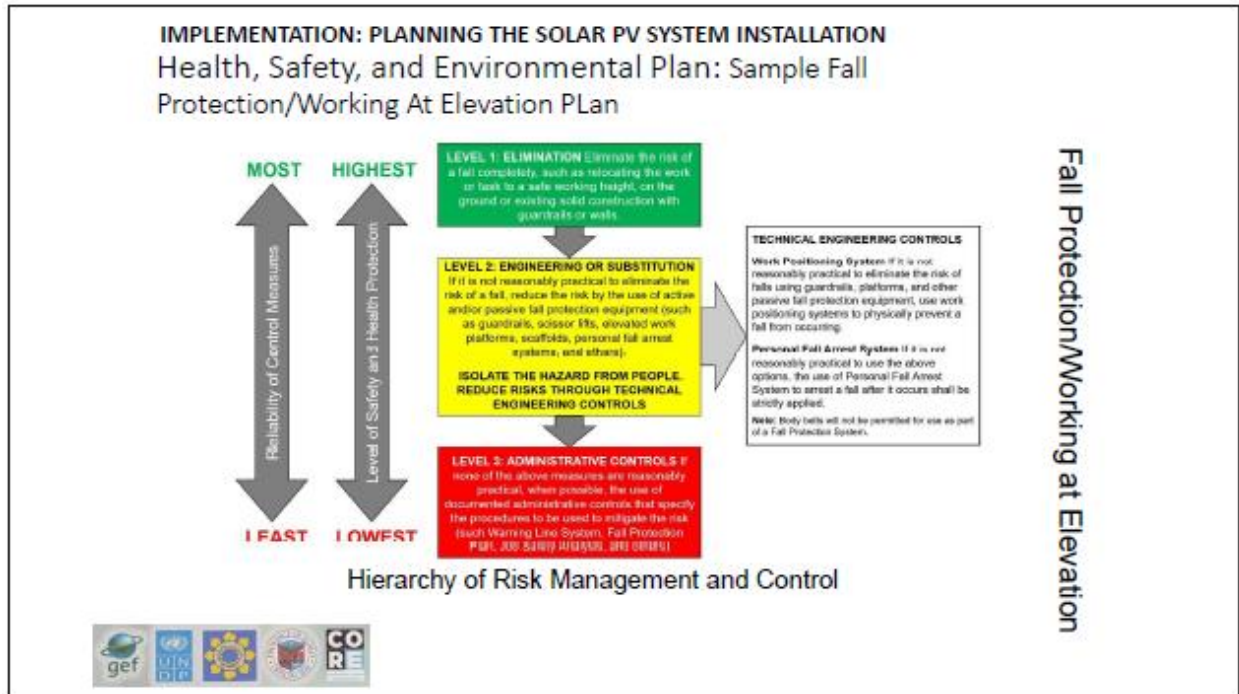 IMPLEMENTATION: PLANNING THE SOLAR PV SYSTEM INSTALLATION
Health, Safety, and Environmental Plan: Sample Fall
Protection/Working At Elevation PLan
MOST
HIGHEST
Reliability of Control Measures
Level of Safety and Health Protection
LEAST
LOWEST
LEVEL 1: ELIMINATION Eliminate the risk of
a fall completely, such as relocating the work
or task to a safe working height, on the
ground or existing solid construction with
guardrails or walls.
LEVEL 2: ENGINEERING OR SUBSTITUTION
If it is not reasonably practical to eliminate the
risk of a fall, reduce the risk by the use of active
and/or passive fall protection equipment (such
as guardrails, scissor lifts, elevated work
platforms, scaffolds, personal fall arrest
systems, and others).
ISOLATE THE HAZARD FROM PEOPLE.
REDUCE RISKS THROUGH TECHNICAL
ENGINEERING CONTROLS
TECHNICAL ENGINEERING CONTROLS
Work Positioning System If it is not
reasonably practical to eliminate the risk of
falls using guardrails, platforms, and other
passive fall protection equipment, use work
positioning systems to physically prevent a
fall from occurring.
Personal Fall Arrest System If it is not
reasonably practical to use the above
options, the use of Personal Fall Arrest
System to arrest a fall after it occurs shall be
strictly applied.
Note: Body belts will not be permitted for use as part
of a Fall Protection System.
LEVEL 3: ADMINISTRATIVE CONTROLS If
none of the above measures are reasonably
practical, when possible, the use of
documented administrative controls that specify
the procedures to be used to mitigate the risk
(such Warning Line System, Fall Protection
Plan, Job Safety Analysis, and others)
Hierarchy of Risk Management and Control
Fall Protection/Working at Elevation
gef
U N
D P
CO
RE